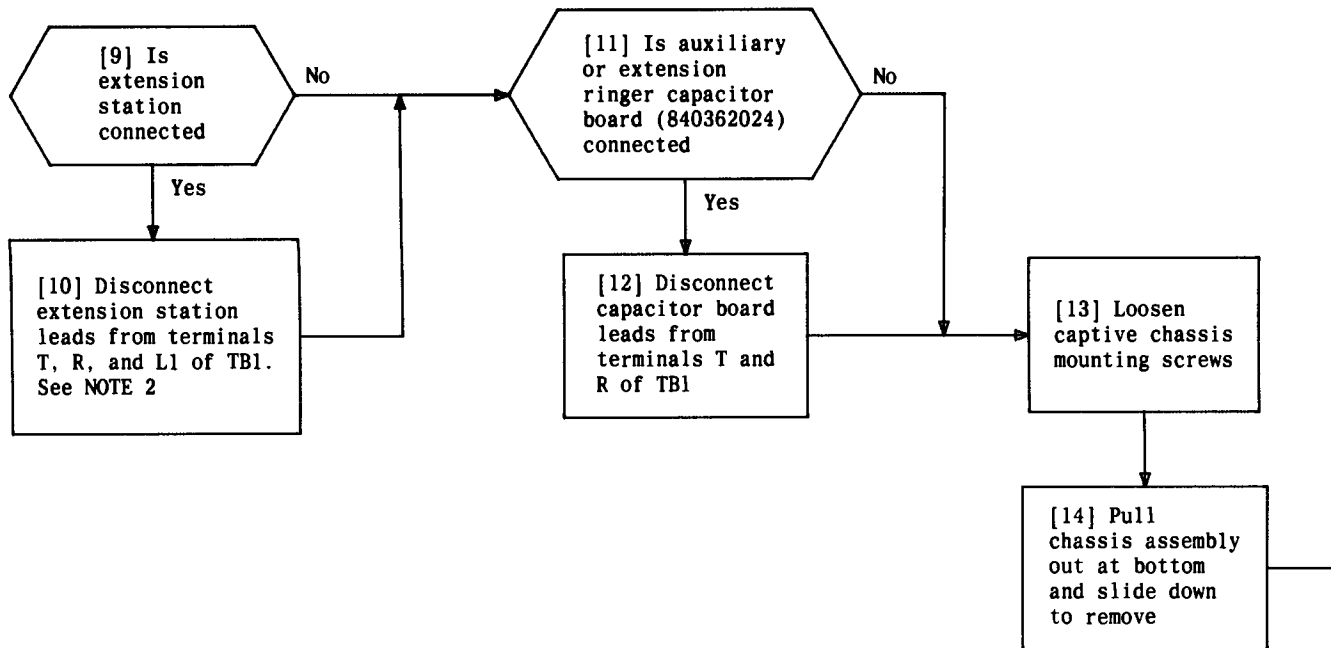 [9] Is
extension
station
connected
No
Yes
[10] Disconnect
extension station
leads from terminals
T, R, and L1 of TB1.
See NOTE 2
[11] Is auxiliary
or extension
ringer capacitor
board (840362024)
connected
No
Yes
[12] Disconnect
capacitor board
leads from
terminals T and
R of TB1
[13] Loosen
captive chassis
mounting screws
[14] Pull
chassis assembly
out at bottom
and slide down
to remove